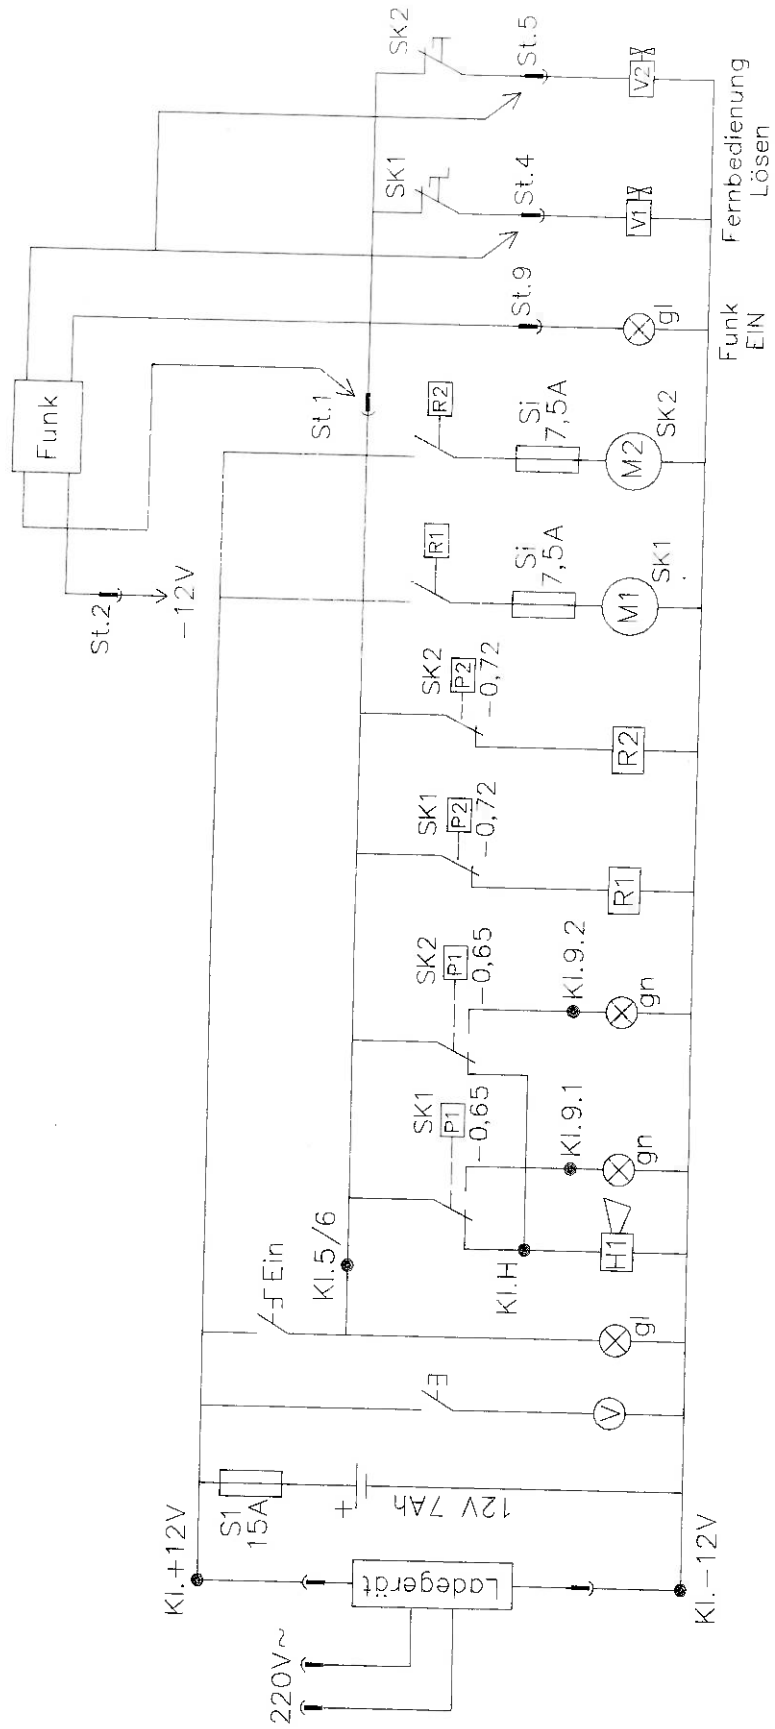 220V~
Kl.+12V
Ladegerät
Kl.-12V
S1
15A
+
12V 7Ah
V
Ein
gl
Kl.5/6
Kl.H
H1
SK1
P1
-0,65
Kl.9.1
gn
SK2
P1
-0,65
Kl.9.2
gn
SK1
P2
-0,72
R1
SK2
P2
-0,72
R2
St.2
-12V
Funk
R1
Si
7,5A
M1
SK1
R2
Si
7,5A
M2
SK2
St.1
St.9
gl
Funk
EIN
SK1
St.4
V1
SK2
St.5
V2
Fernbedienung
Lösen